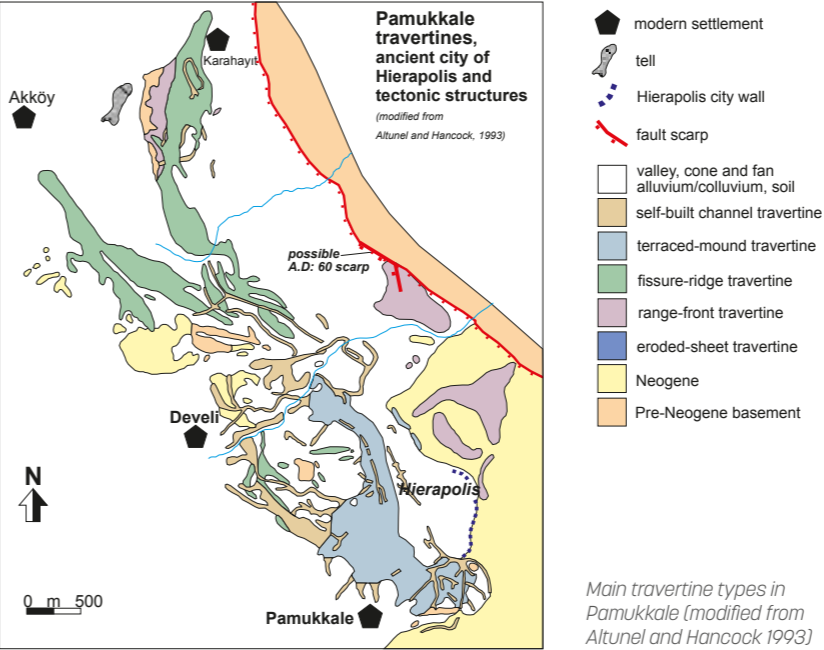 Pamukkale
travertines,
ancient city of
Hierapolis and
tectonic structures
(modified from
Altunel and Hancock, 1993)
Karahayıt
Akköy
possible
A.D: 60 scarp
Develi
Hierapolis
N
0 m 500
Pamukkale
modern settlement
tell
Hierapolis city wall
fault scarp
valley, cone and fan
alluvium/colluvium, soil
self-built channel travertine
terraced-mound travertine
fissure-ridge travertine
range-front travertine
eroded-sheet travertine
Neogene
Pre-Neogene basement
Main travertine types in
Pamukkale (modified from
Altunel and Hancock 1993)